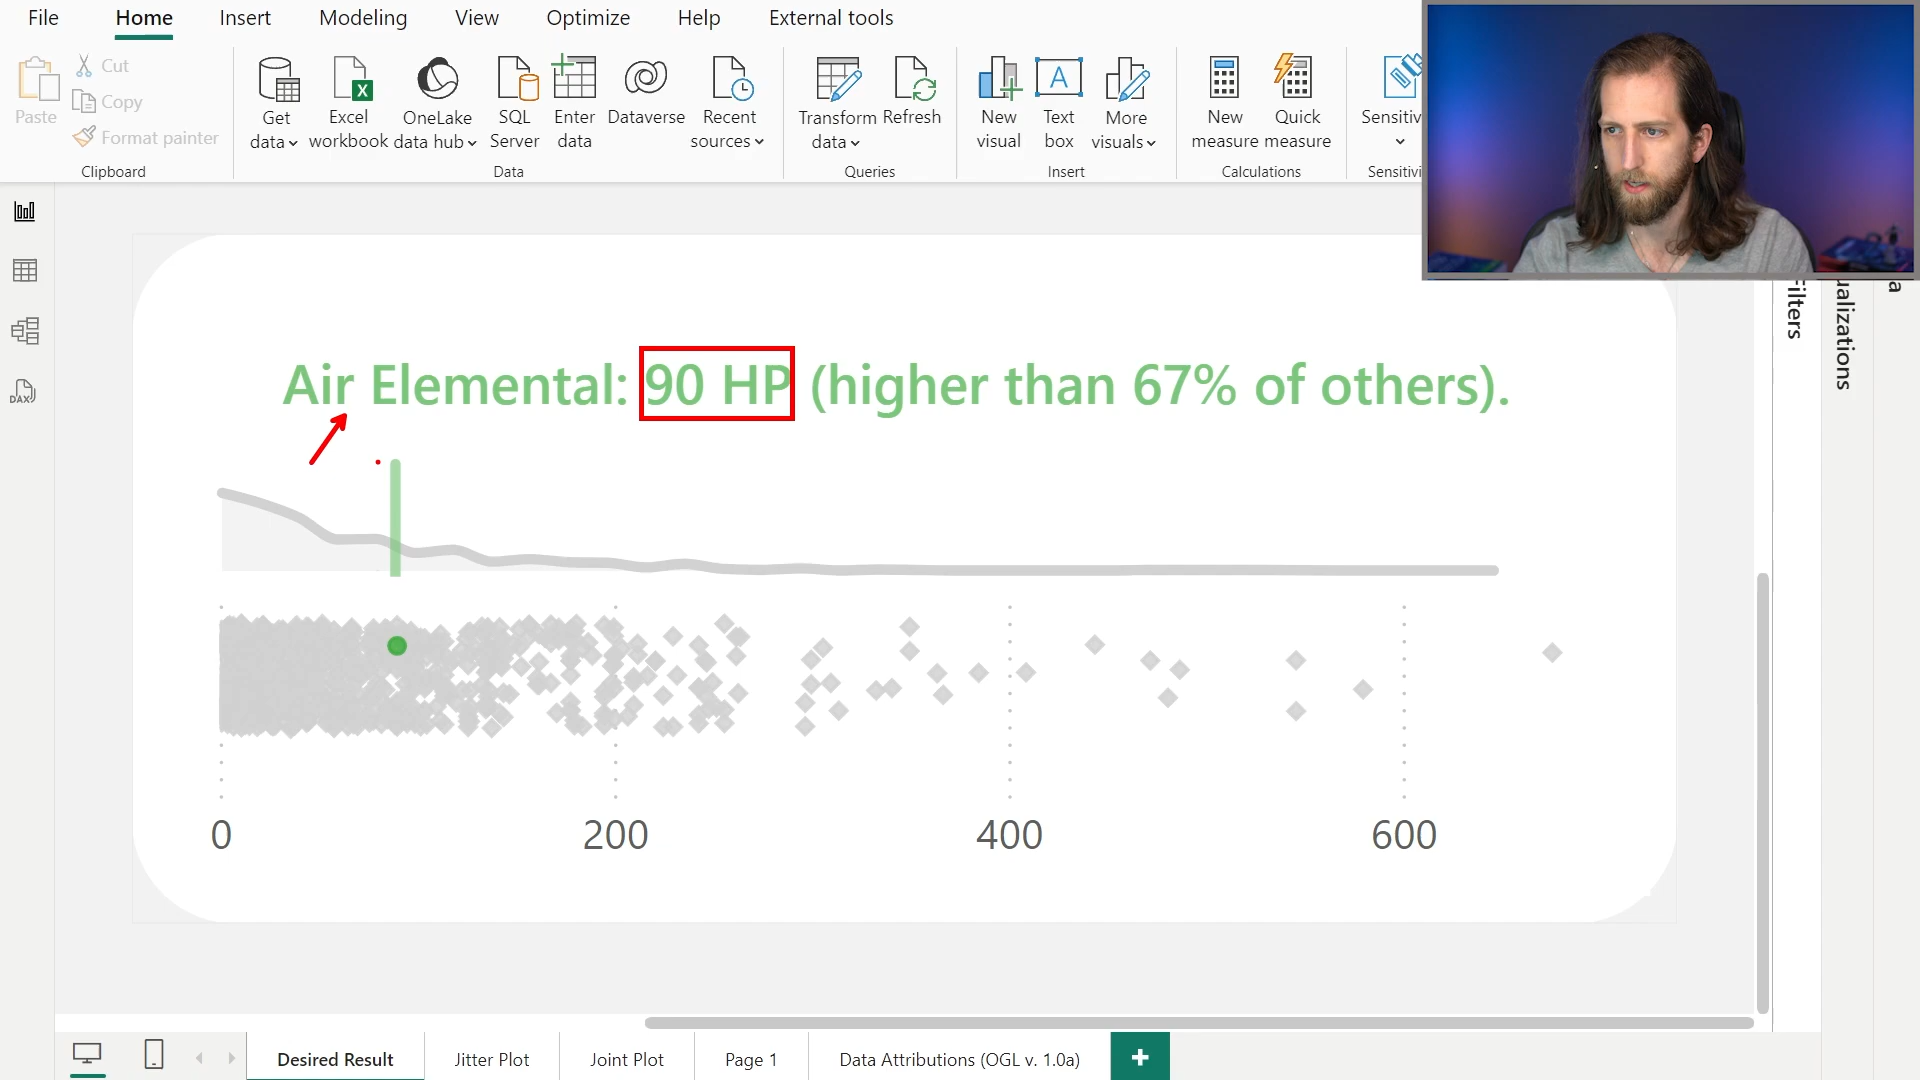 File Home Insert Modeling View Optimize Help External tools
Paste
Cut
Copy
Format painter
Clipboard
Get data
Excel workbook
OneLake data hub
SQL Server
Enter data
Dataverse
Recent sources
Data
Transform data
Refresh
Queries
New visual
Text box
More visuals
Insert
New measure
Quick measure
Calculations
Sensitiv
Sensitivi
DAX
Filters
ualizations
a
Air Elemental: 90 HP (higher than 67% of others).
0 200 400 600
Desired Result Jitter Plot Joint Plot Page 1 Data Attributions (OGL v. 1.0a)